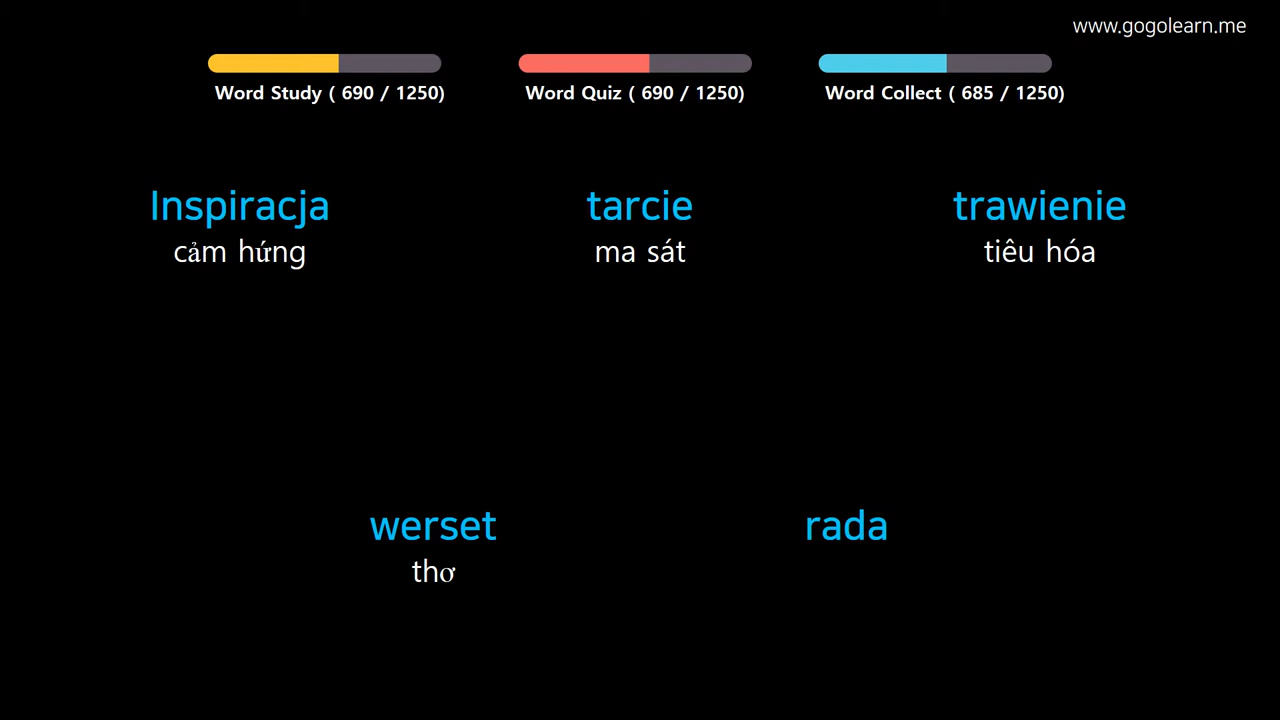 www.gogolearn.me
Word Study ( 690 / 1250)
Word Quiz ( 690 / 1250)
Word Collect ( 685 / 1250)
Inspiracja
cảm hứng
tarcie
ma sát
trawienie
tiêu hóa
werset
thơ
rada